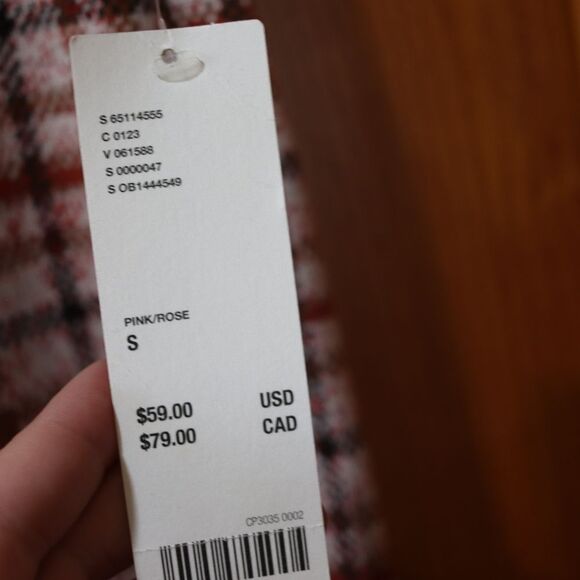 S 65114555
C 0123
V 061588
S 0000047
S OB1444549
PINK/ROSE
S
$59.00 USD
$79.00 CAD
CP3035 0002